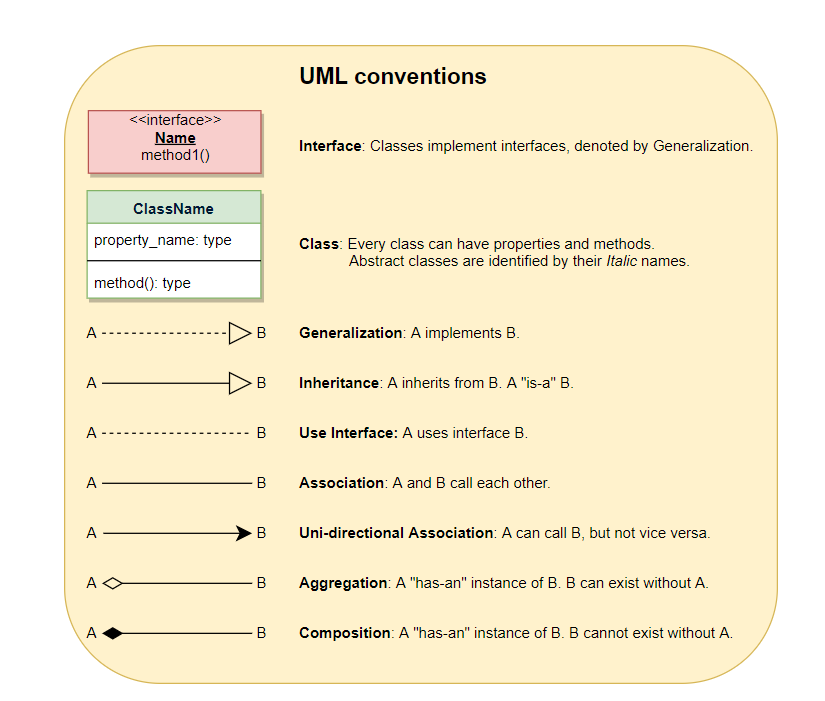 UML conventions
<<interface>>
Name
method1()
Interface: Classes implement interfaces, denoted by Generalization.
ClassName
property_name: type
method(): type
Class: Every class can have properties and methods.
Abstract classes are identified by their Italic names.
A B Generalization: A implements B.
A B Inheritance: A inherits from B. A "is-a" B.
A B Use Interface: A uses interface B.
A B Association: A and B call each other.
A B Uni-directional Association: A can call B, but not vice versa.
A B Aggregation: A "has-an" instance of B. B can exist without A.
A B Composition: A "has-an" instance of B. B cannot exist without A.